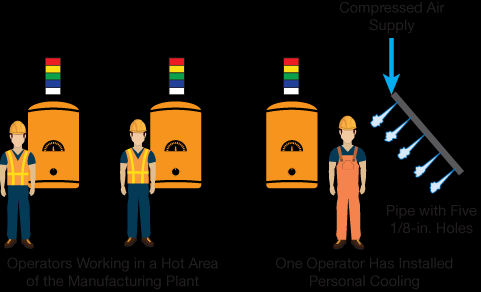 Compressed Air
Supply
Pipe with Five
1/8-in. Holes
Operators Working in a Hot Area
of the Manufacturing Plant
One Operator Has Installed
Personal Cooling